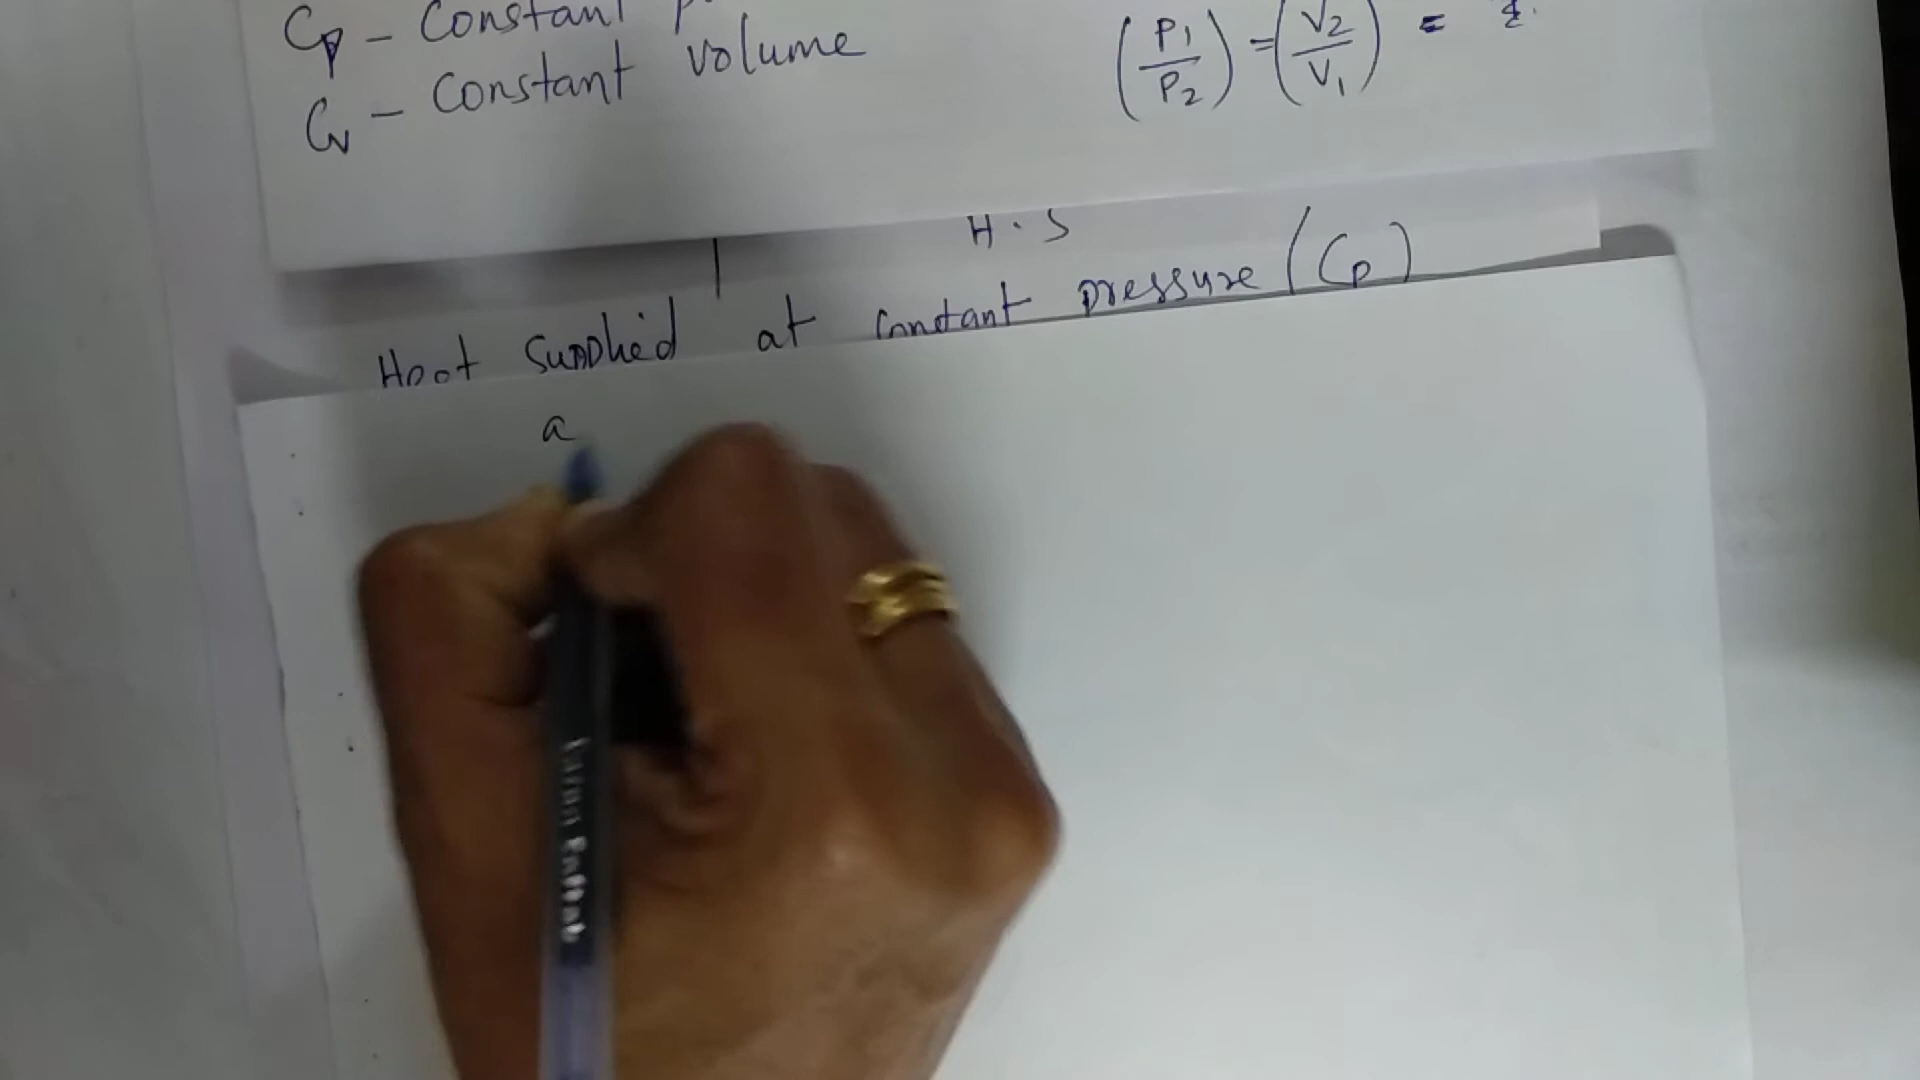 Cp - Constant
Cv - Constant volume
(P1/P2) = (V2/V1) =
H.S
Heat supplied at constant pressure (Cp)
a